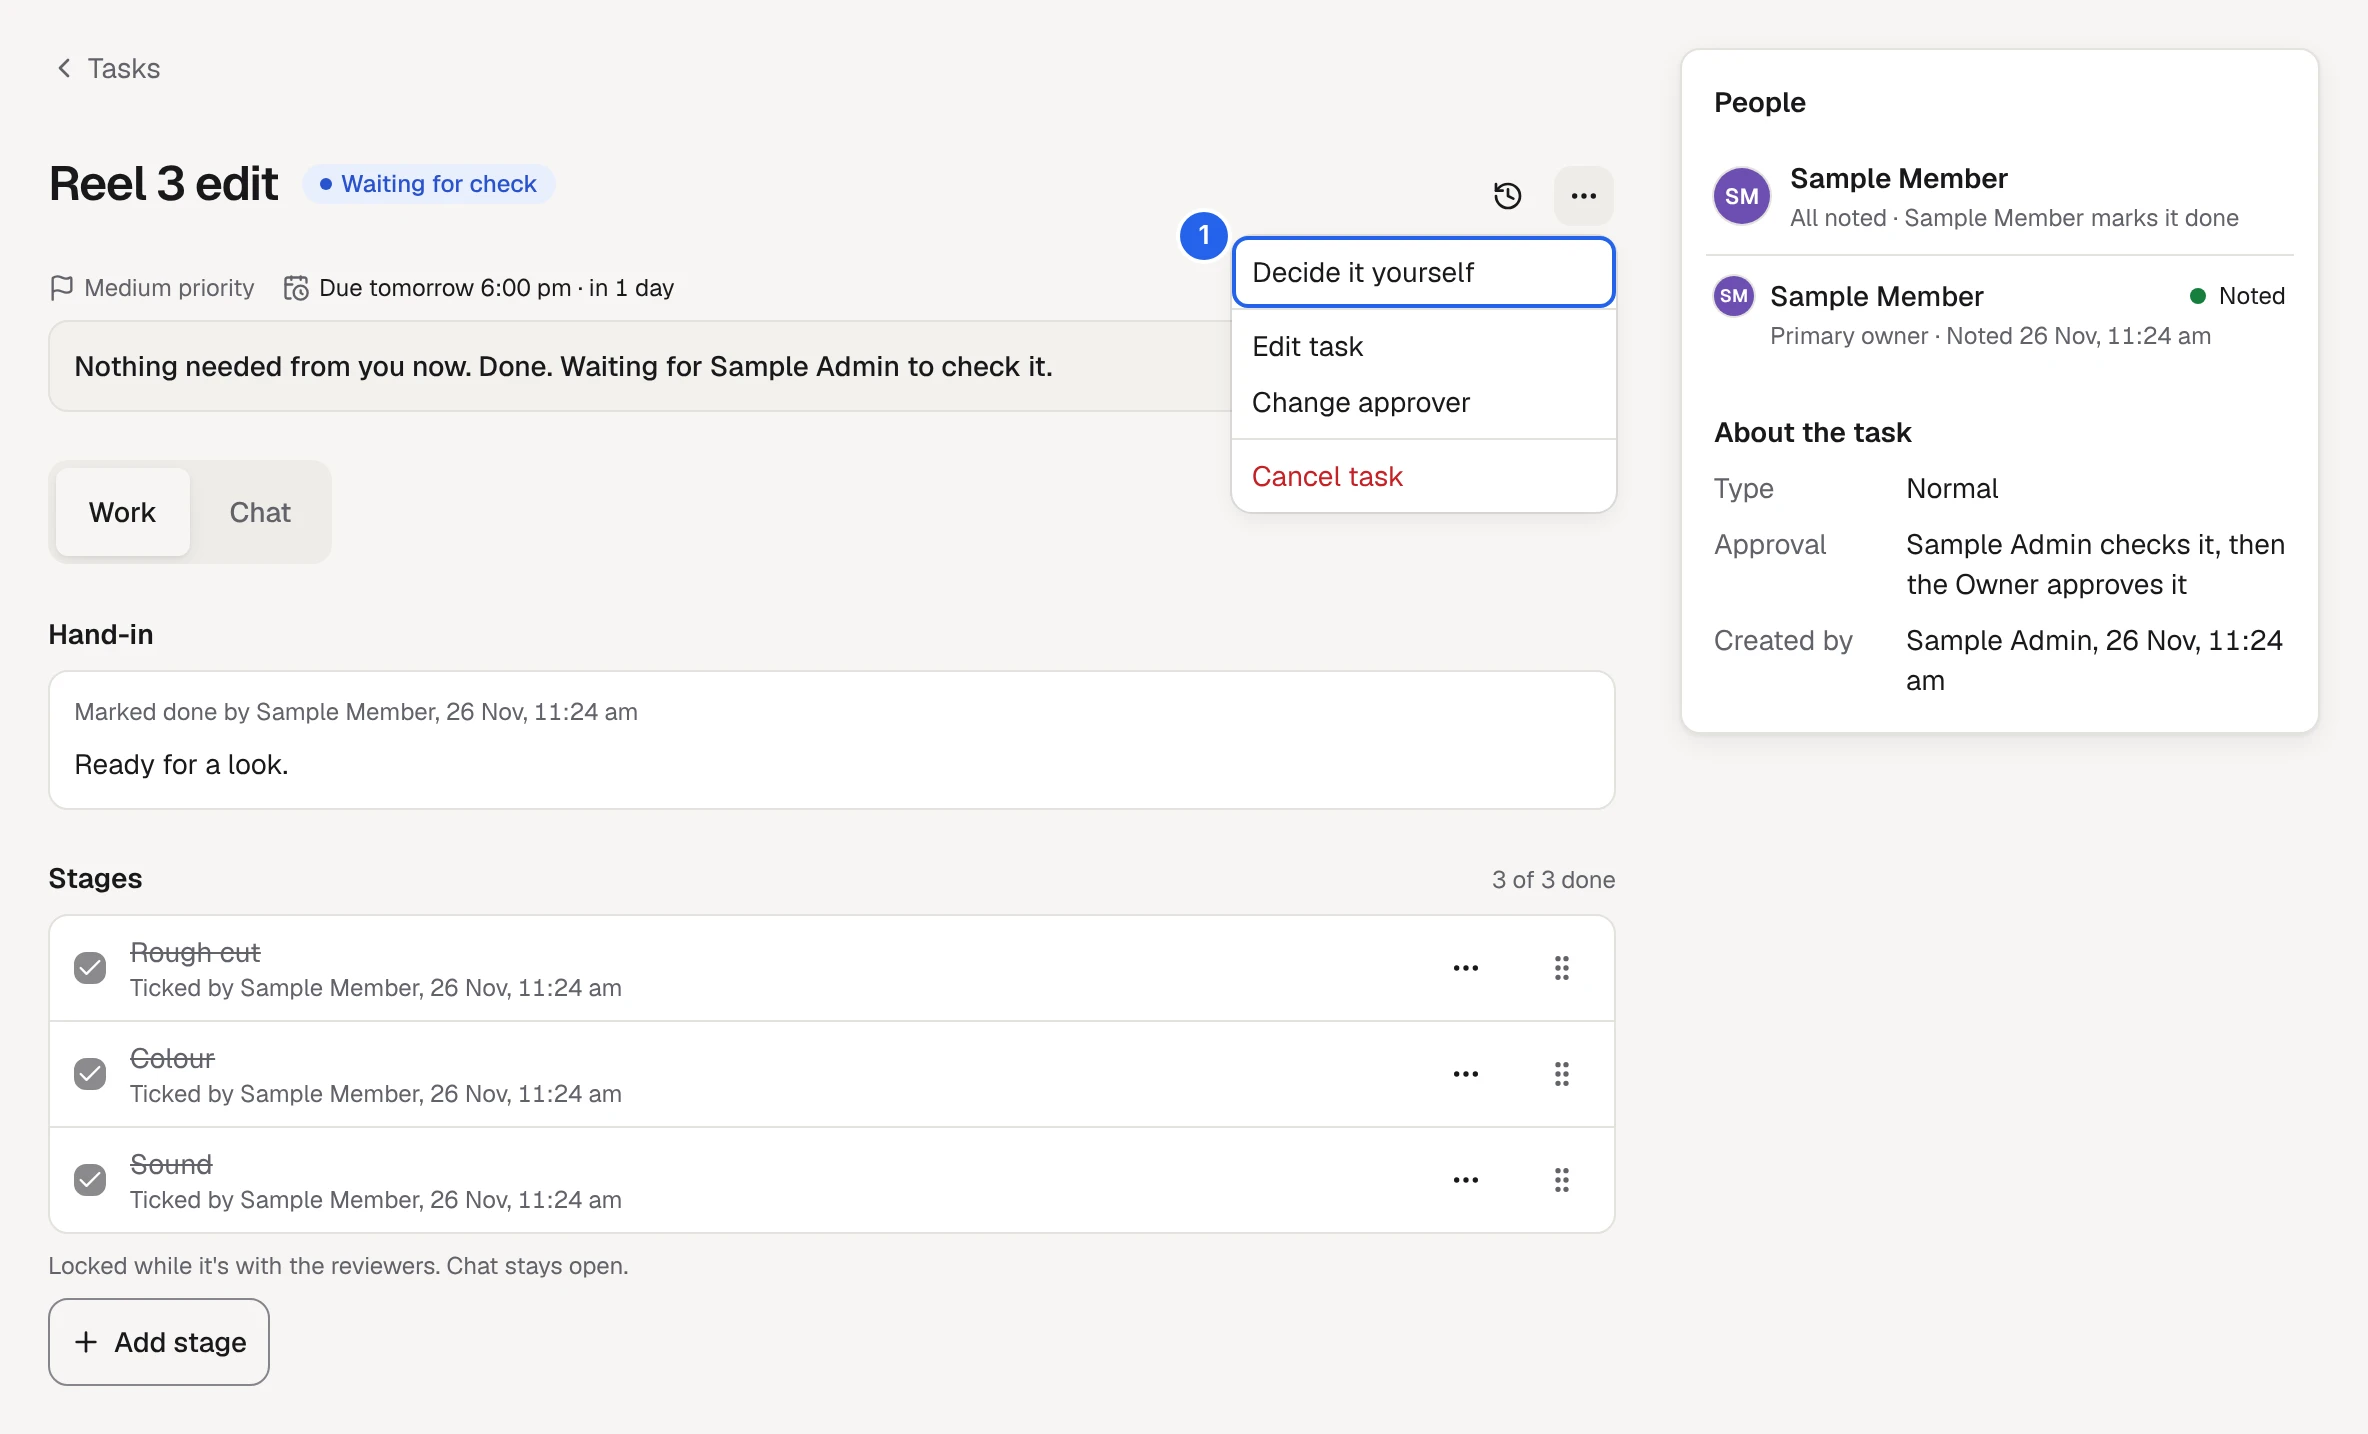 Tasks
Reel 3 edit
Waiting for check
Medium priority
Due tomorrow 6:00 pm · in 1 day
Nothing needed from you now. Done. Waiting for Sample Admin to check it.
1
Decide it yourself
Edit task
Change approver
Cancel task
Work
Chat
Hand-in
Marked done by Sample Member, 26 Nov, 11:24 am
Ready for a look.
Stages
3 of 3 done
Rough cut
Ticked by Sample Member, 26 Nov, 11:24 am
Colour
Ticked by Sample Member, 26 Nov, 11:24 am
Sound
Ticked by Sample Member, 26 Nov, 11:24 am
Locked while it's with the reviewers. Chat stays open.
Add stage
People
SM
Sample Member
All noted · Sample Member marks it done
SM
Sample Member
Noted
Primary owner · Noted 26 Nov, 11:24 am
About the task
Type
Normal
Approval
Sample Admin checks it, then
the Owner approves it
Created by
Sample Admin, 26 Nov, 11:24
am